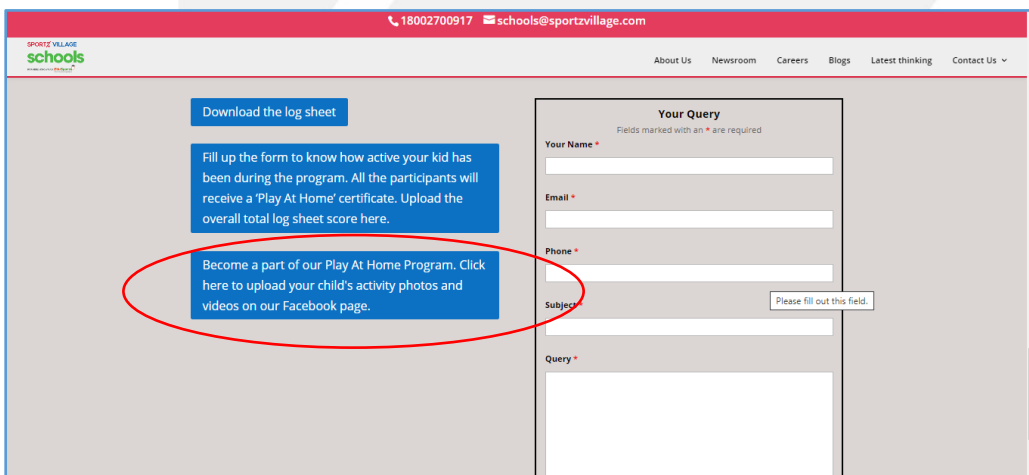 18002700917 schools@sportzvillage.com
SPORTZ VILLAGE
schools
About Us Newsroom Careers Blogs Latest thinking Contact Us
Download the log sheet
Fill up the form to know how active your kid has
been during the program. All the participants will
receive a 'Play At Home' certificate. Upload the
overall total log sheet score here.
Become a part of our Play At Home Program. Click
here to upload your child's activity photos and
videos on our Facebook page.
Your Query
Fields marked with an * are required
Your Name *
Email *
Phone *
Please fill out this field.
Subject *
Query *